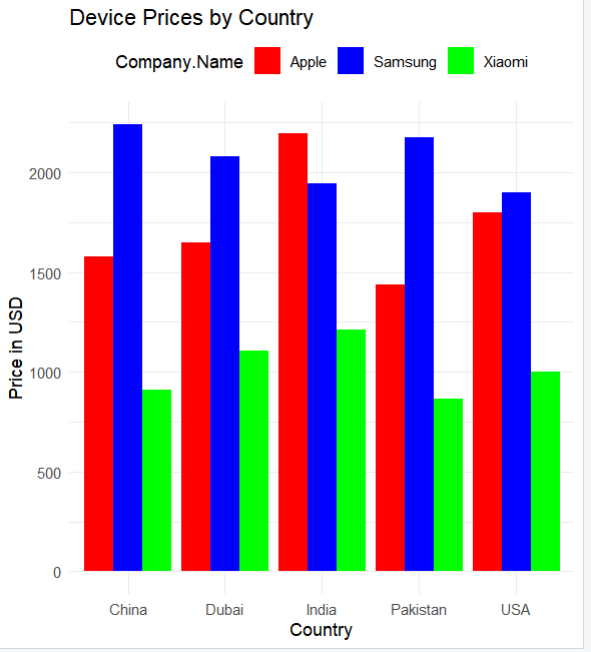 Device Prices by Country
Company.Name Apple Samsung Xiaomi
Price in USD
2000
1500
1000
500
0
China Dubai India Pakistan USA
Country